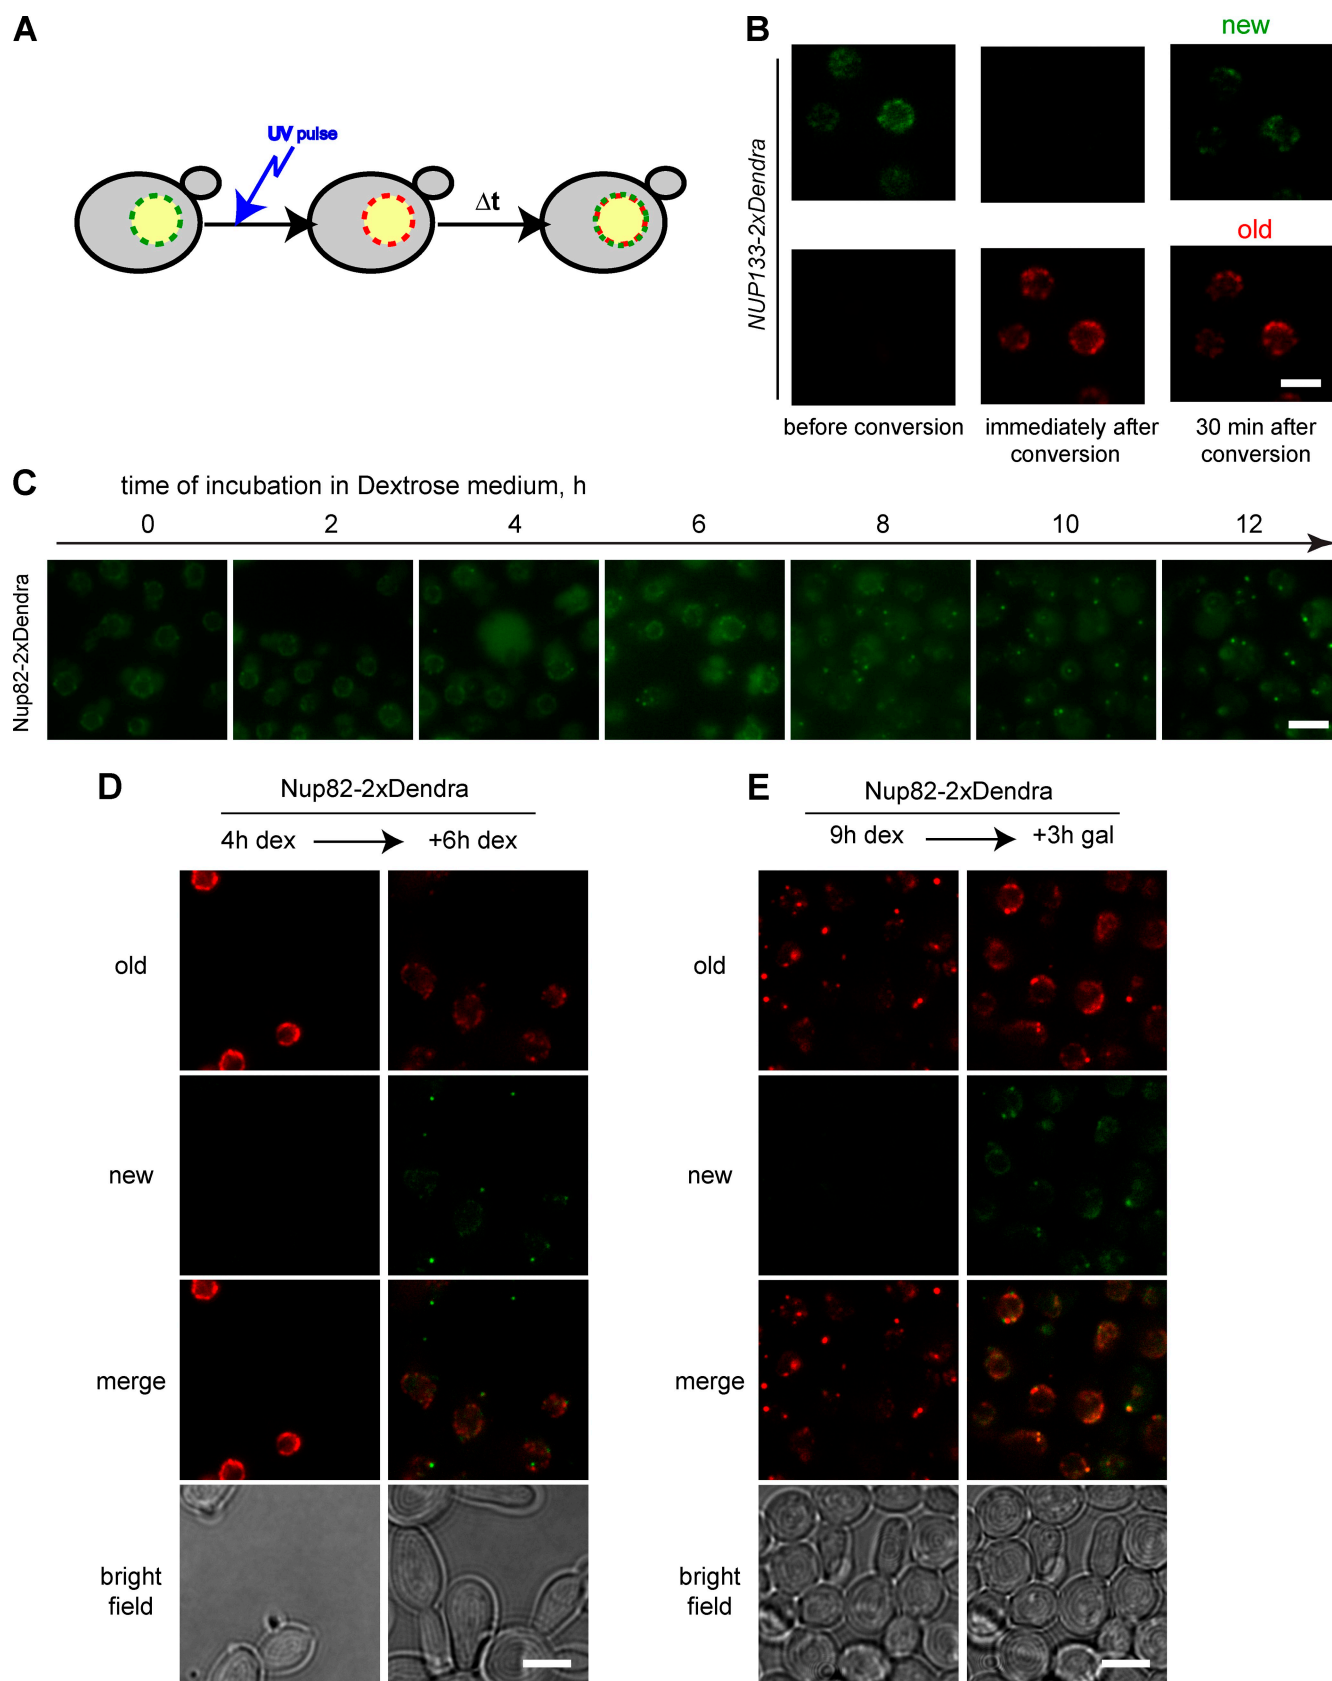 A
UV pulse
Δt
B
new
NUP133-2xDendra
old
before conversion
immediately after
conversion
30 min after
conversion
C
time of incubation in Dextrose medium, h
0 2 4 6 8 10 12
Nup82-2xDendra
D
Nup82-2xDendra
4h dex
+6h dex
old
new
merge
bright
field
E
Nup82-2xDendra
9h dex
+3h gal
old
new
merge
bright
field